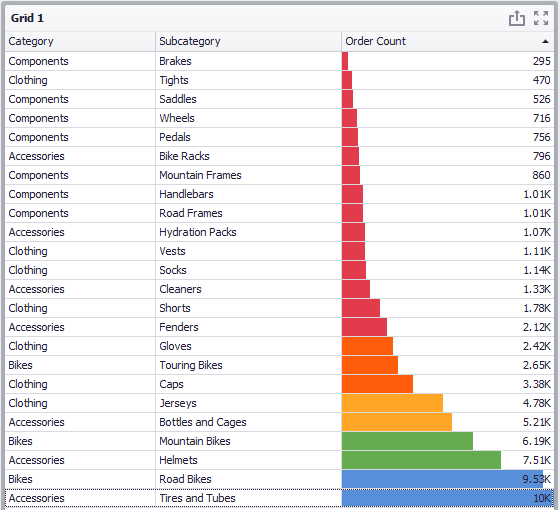 Grid 1
Category Subcategory Order Count
Components Brakes 295
Clothing Tights 470
Components Saddles 526
Components Wheels 716
Components Pedals 756
Accessories Bike Racks 796
Components Mountain Frames 860
Components Handlebars 1.01K
Components Road Frames 1.01K
Accessories Hydration Packs 1.07K
Clothing Vests 1.11K
Clothing Socks 1.14K
Accessories Cleaners 1.33K
Clothing Shorts 1.78K
Accessories Fenders 2.12K
Clothing Gloves 2.42K
Bikes Touring Bikes 2.65K
Clothing Caps 3.38K
Clothing Jerseys 4.78K
Accessories Bottles and Cages 5.21K
Bikes Mountain Bikes 6.19K
Accessories Helmets 7.51K
Bikes Road Bikes 9.53K
Accessories Tires and Tubes 10K